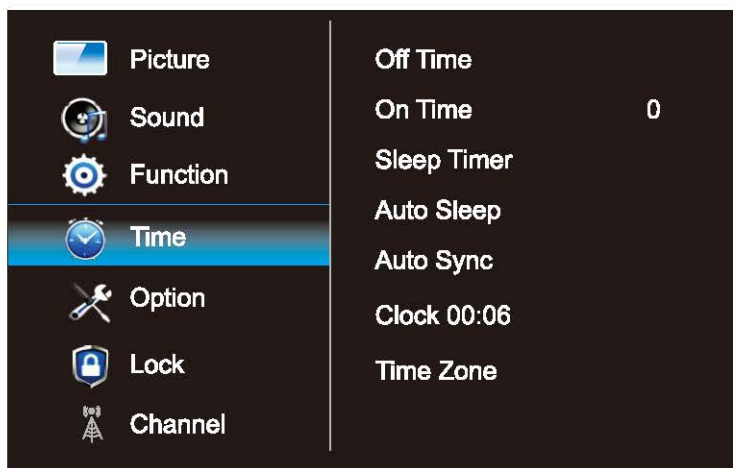 Picture
Sound
Function
Time
Option
Lock
Channel
Off Time
On Time 0
Sleep Timer
Auto Sleep
Auto Sync
Clock 00:06
Time Zone